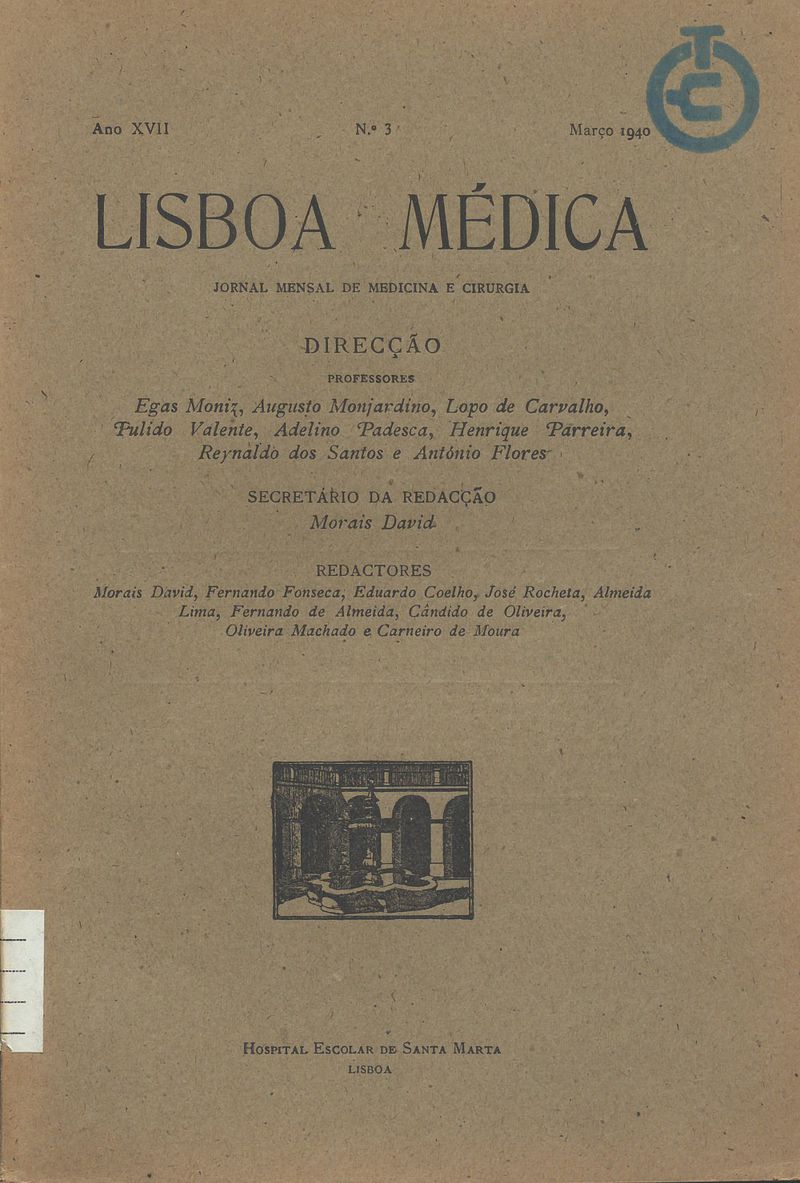 Ano XVII N.º 3 Março 1940
LISBOA MÉDICA
JORNAL MENSAL DE MEDICINA E CIRURGIA
DIRECÇÃO
PROFESSORES
Egas Moniz, Augusto Monjardino, Lopo de Carvalho,
Pulido Valente, Adelino Padesca, Henrique Parreira,
Reynaldo dos Santos e António Flores
SECRETÁRIO DA REDACÇÃO
Morais David
REDACTORES
Morais David, Fernando Fonseca, Eduardo Coelho, José Rocheta, Almeida
Lima, Fernando de Almeida, Cândido de Oliveira,
Oliveira Machado e Carneiro de Moura
HOSPITAL ESCOLAR DE SANTA MARTA
LISBOA